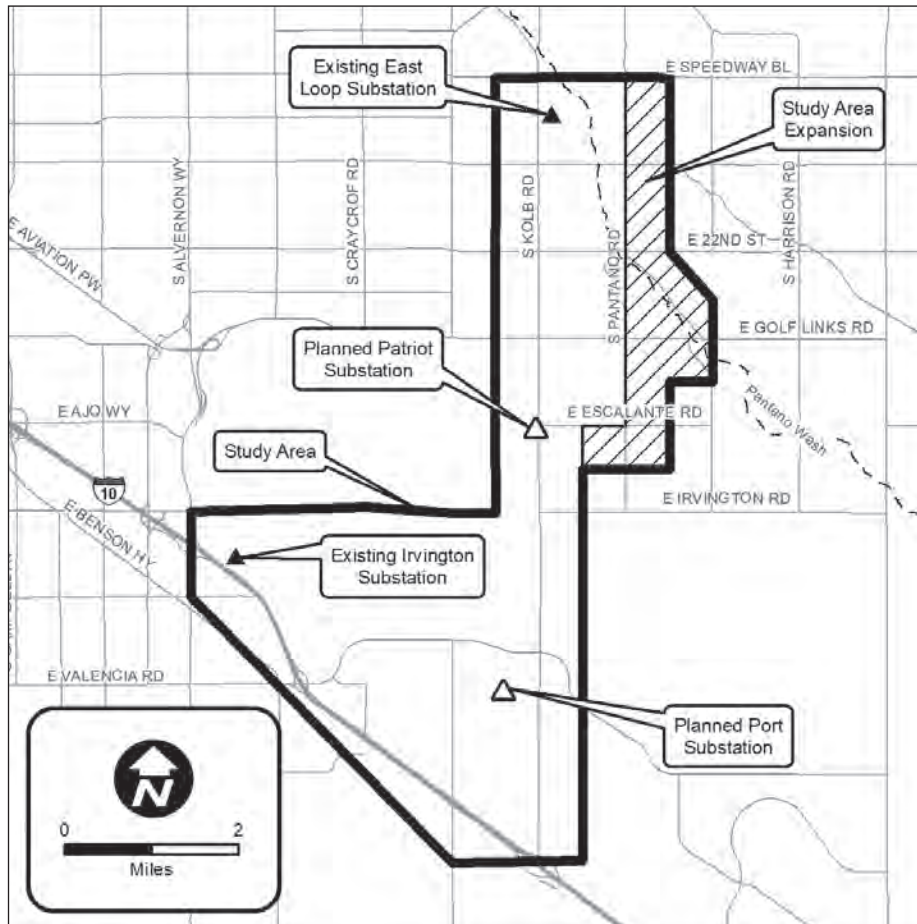 E SPEEDWAY BL
Existing East
Loop Substation
Study Area
Expansion
S ALVERNON WY
S CRAYCROF RD
S KOLB RD
S PANTANO RD
S HARRISON RD
E AVIATION PW
E 22ND ST
E GOLF LINKS RD
Planned Patriot
Substation
E AJO WY
E ESCALANTE RD
Pantano Wash
Study Area
10
E IRVINGTON RD
E BENSON HY
Existing Irvington
Substation
E VALENCIA RD
Planned Port
Substation
N
0 2
Miles